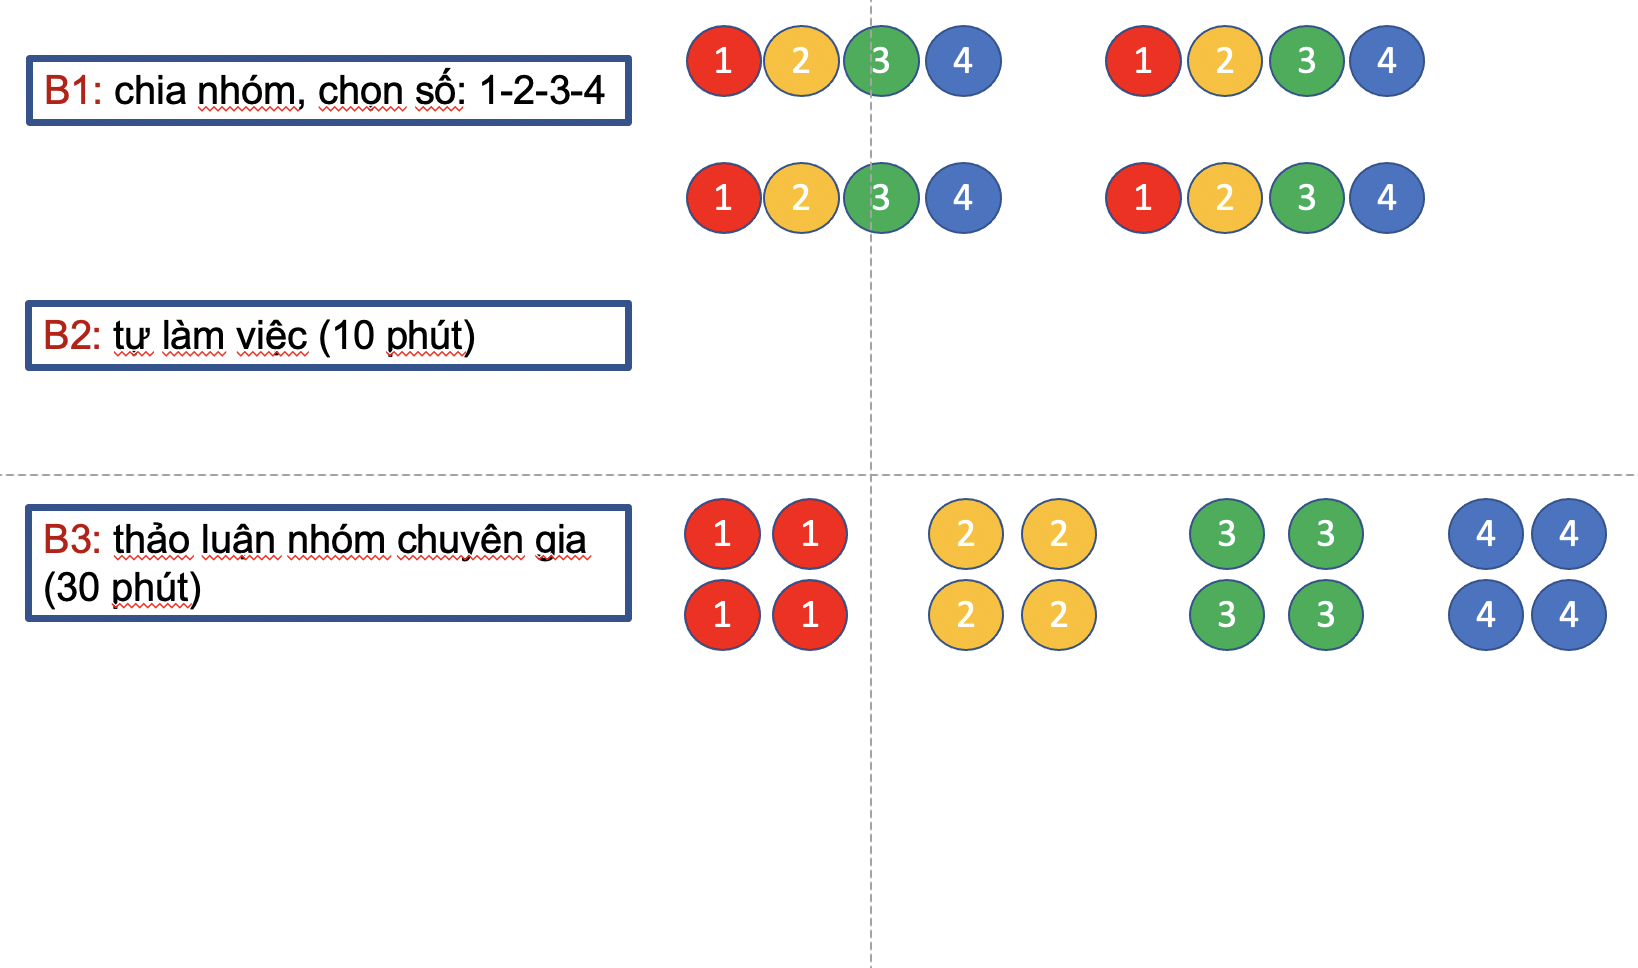 B1: chia nhóm, chọn số: 1-2-3-4
1 2 3 4 1 2 3 4
1 2 3 4 1 2 3 4
B2: tự làm việc (10 phút)
B3: thảo luận nhóm chuyên gia
(30 phút)
1 1 2 2 3 3 4 4
1 1 2 2 3 3 4 4